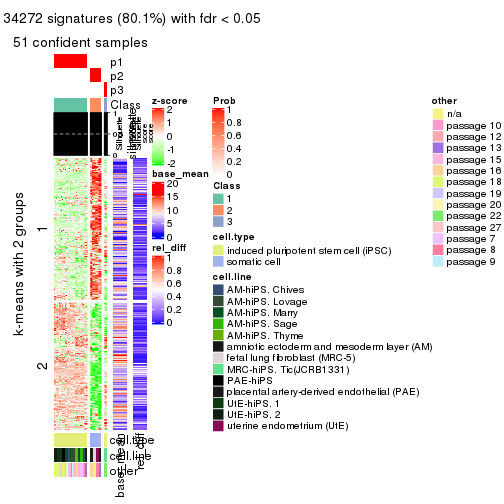 34272 signatures (80.1%) with fdr < 0.05
51 confident samples
p1
p2
p3
Class
1
0
Silhouette
score
silhouette
k-means with 2 groups
1
2
cell.type
cell.line
other
base_mean
rel_diff
z-score
2
1
0
-1
-2
base_mean
20
15
10
5
0
rel_diff
1
0.8
0.6
0.4
0.2
0
Prob
1
0.8
0.6
0.4
0.2
0
Class
1
2
3
cell.type
induced pluripotent stem cell (iPSC)
somatic cell
cell.line
AM-hiPS. Chives
AM-hiPS. Lovage
AM-hiPS. Marry
AM-hiPS. Sage
AM-hiPS. Thyme
amniotic ectoderm and mesoderm layer (AM)
fetal lung fibroblast (MRC-5)
MRC-hiPS. Tic(JCRB1331)
PAE-hiPS
placental artery-derived endothelial (PAE)
UtE-hiPS. 1
UtE-hiPS. 2
uterine endometrium (UtE)
other
n/a
passage 10
passage 12
passage 13
passage 15
passage 16
passage 18
passage 19
passage 20
passage 22
passage 27
passage 7
passage 8
passage 9